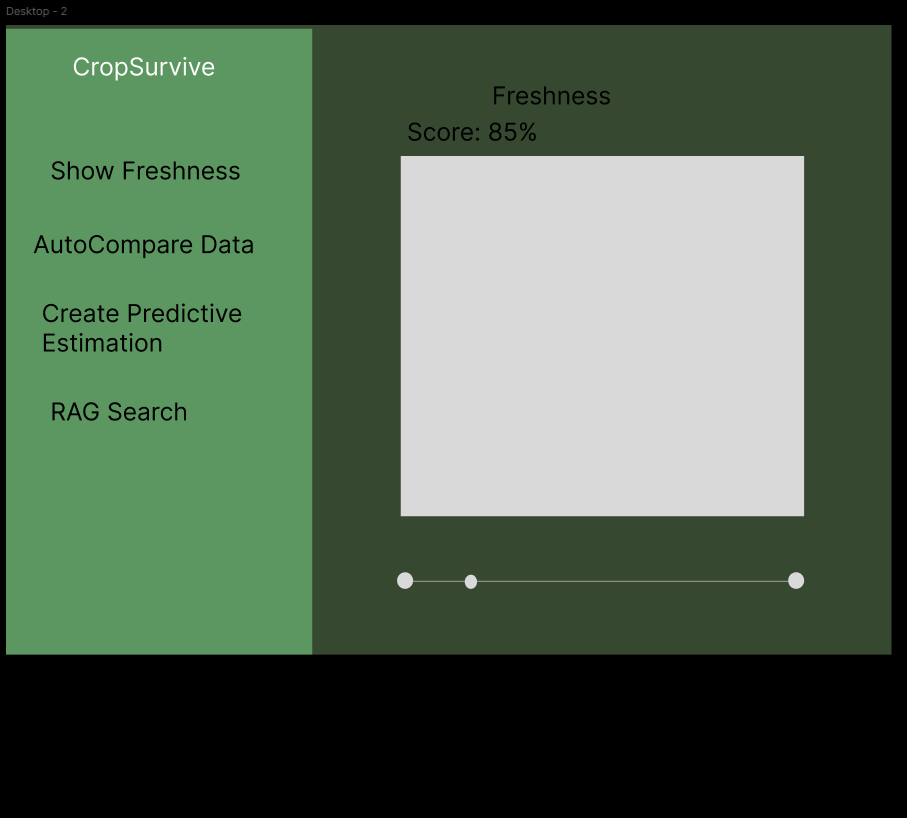 Desktop - 2
CropSurvive
Show Freshness
AutoCompare Data
Create Predictive
Estimation
RAG Search
Freshness
Score: 85%